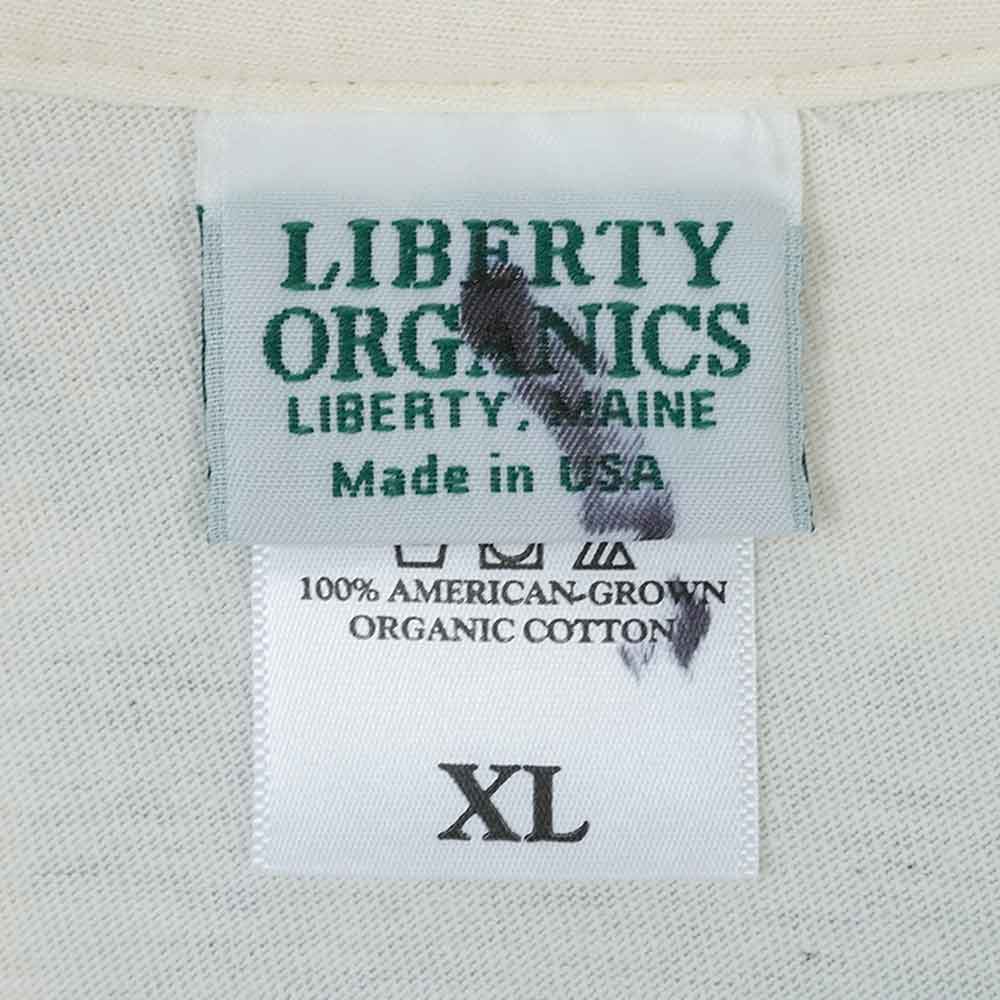 LIBERTY
ORGANICS
LIBERTY, MAINE
Made in USA
100% AMERICAN-GROWN
ORGANIC COTTON
XL